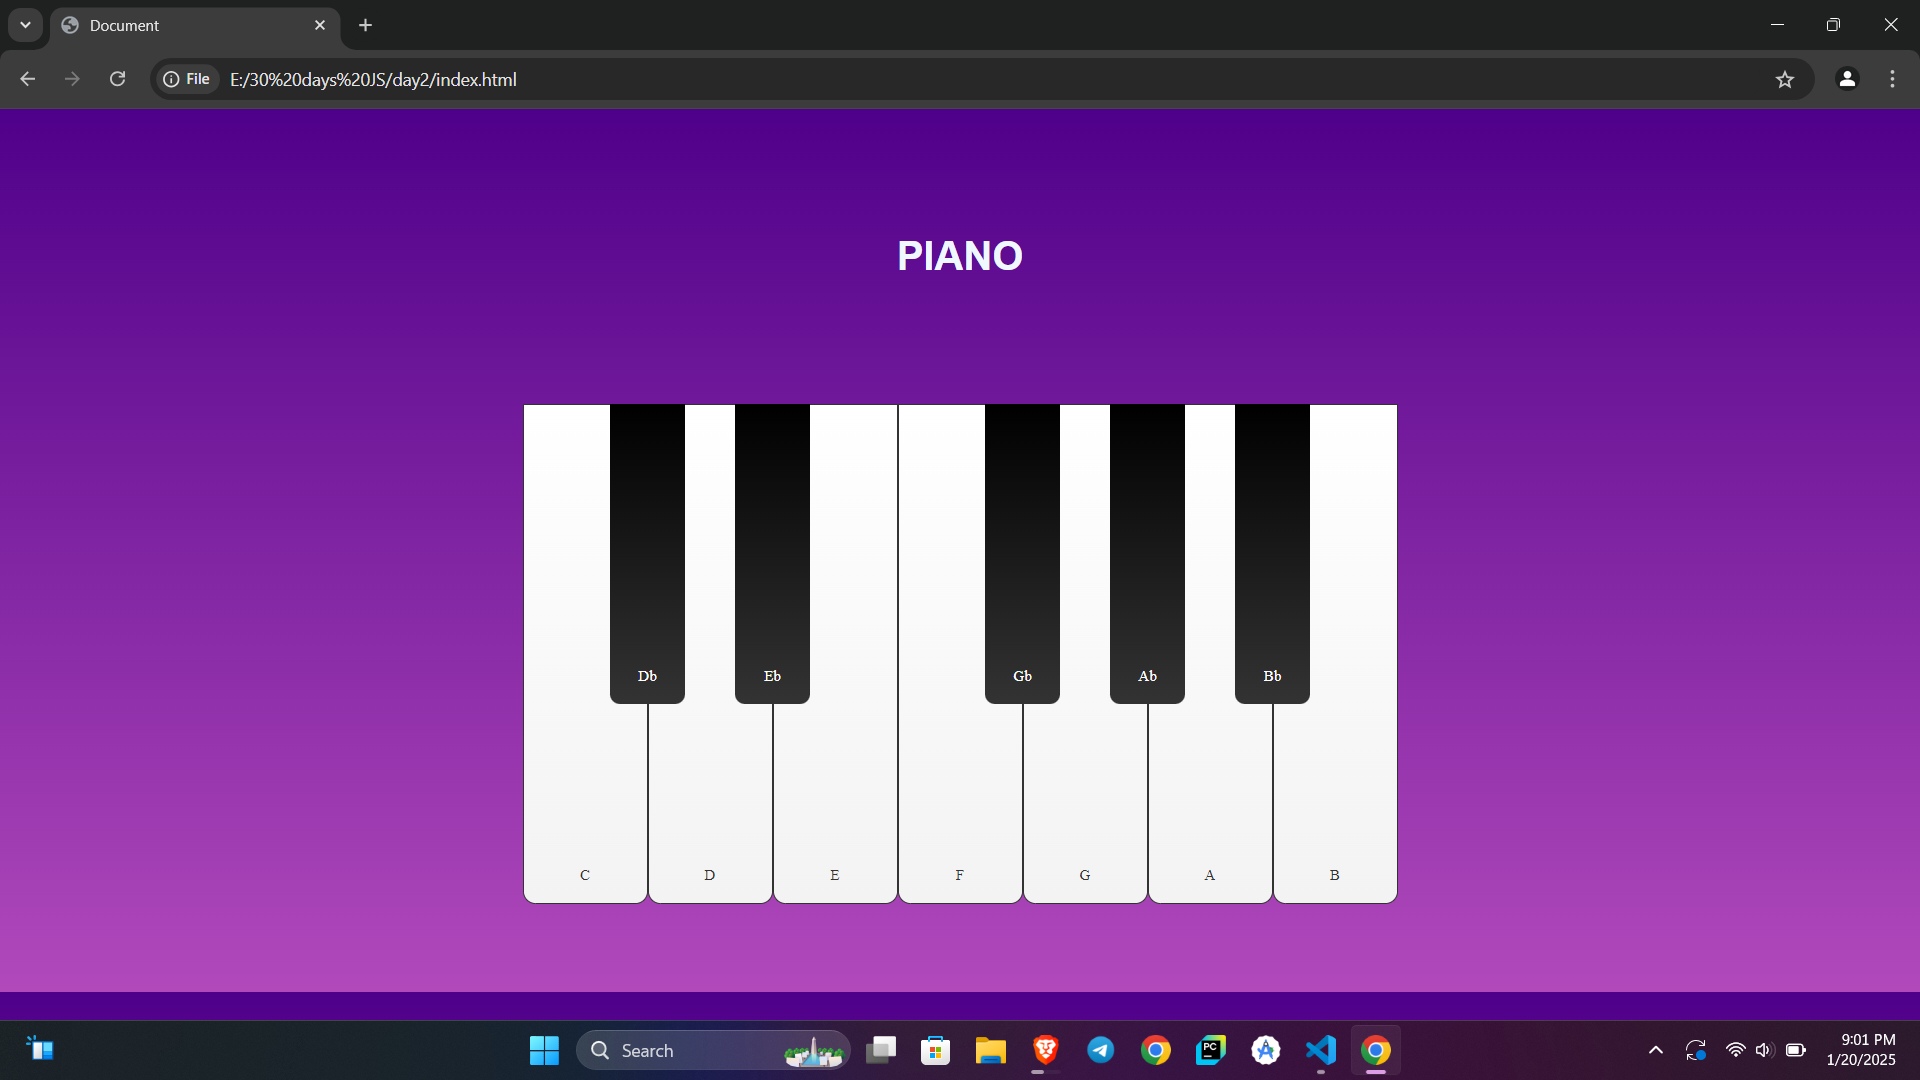 Document
File
E:/30%20days%20JS/day2/index.html
PIANO
Db Eb Gb Ab Bb
C D E F G A B
Search
PC
9:01 PM
1/20/2025